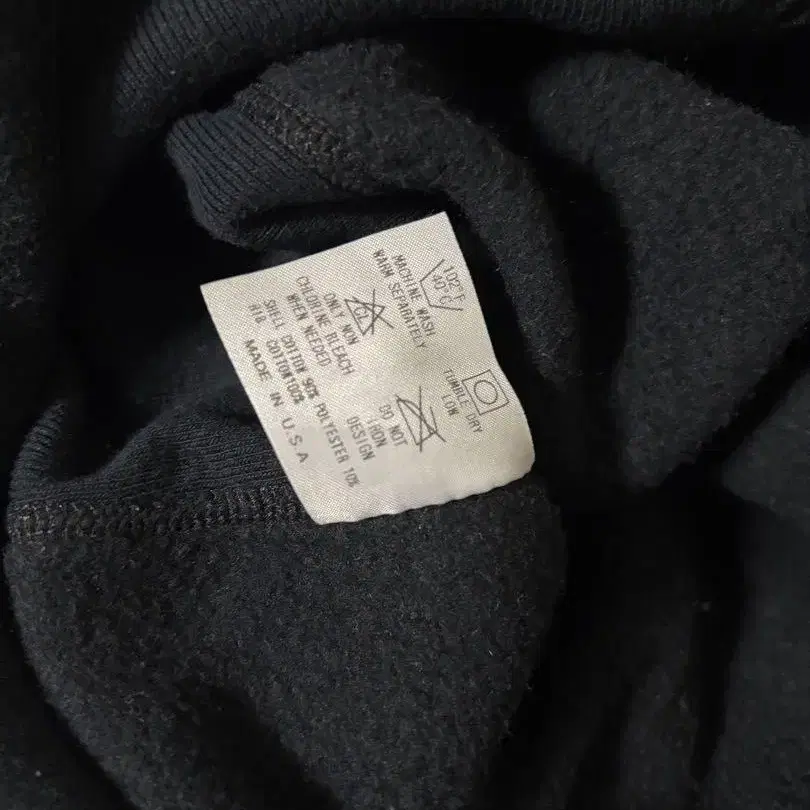 102°F
40°C
MACHINE WASH
WARM SEPARATELY
CL
ONLY NON
CHLORINE BLEACH
WHEN NEEDED
TUMBLE DRY
LOW
DO NOT
IRON
DESIGN
SHELL COTTON 90% POLYESTER 10%
RIB COTTON100%
MADE IN U.S.A